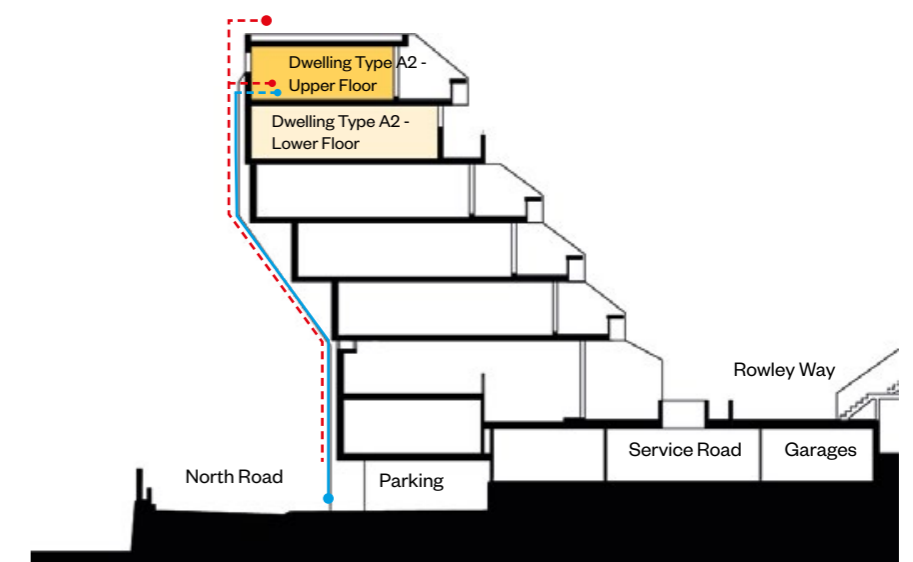 Dwelling Type A2 -
Upper Floor
Dwelling Type A2 -
Lower Floor
Rowley Way
Service Road
Garages
North Road
Parking